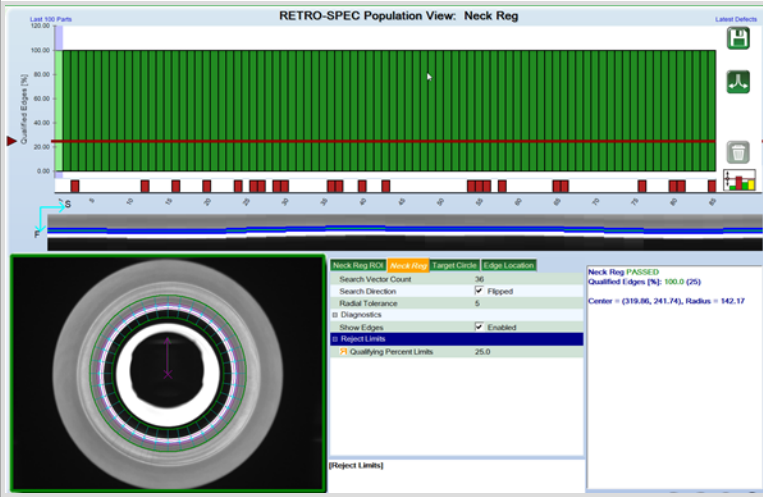 RETRO-SPEC Population View: Neck Reg
Last 100 Parts
Latest Defects
120.00
100.00
80.00
60.00
40.00
20.00
0.00
Qualified Edges [%]
5 10 15 20 25 30 35 40 45 50 55 60 65 70 75 80 85
S
F
Neck Reg ROI Neck Reg Target Circle Edge Location
Search Vector Count 36
Search Direction Flipped
Radial Tolerance 5
Diagnostics
Show Edges Enabled
Reject Limits
Qualifying Percent Limits 25.0
[Reject Limits]
Neck Reg PASSED
Qualified Edges [%]: 100.0 (25)
Center = (319.86, 241.74), Radius = 142.17